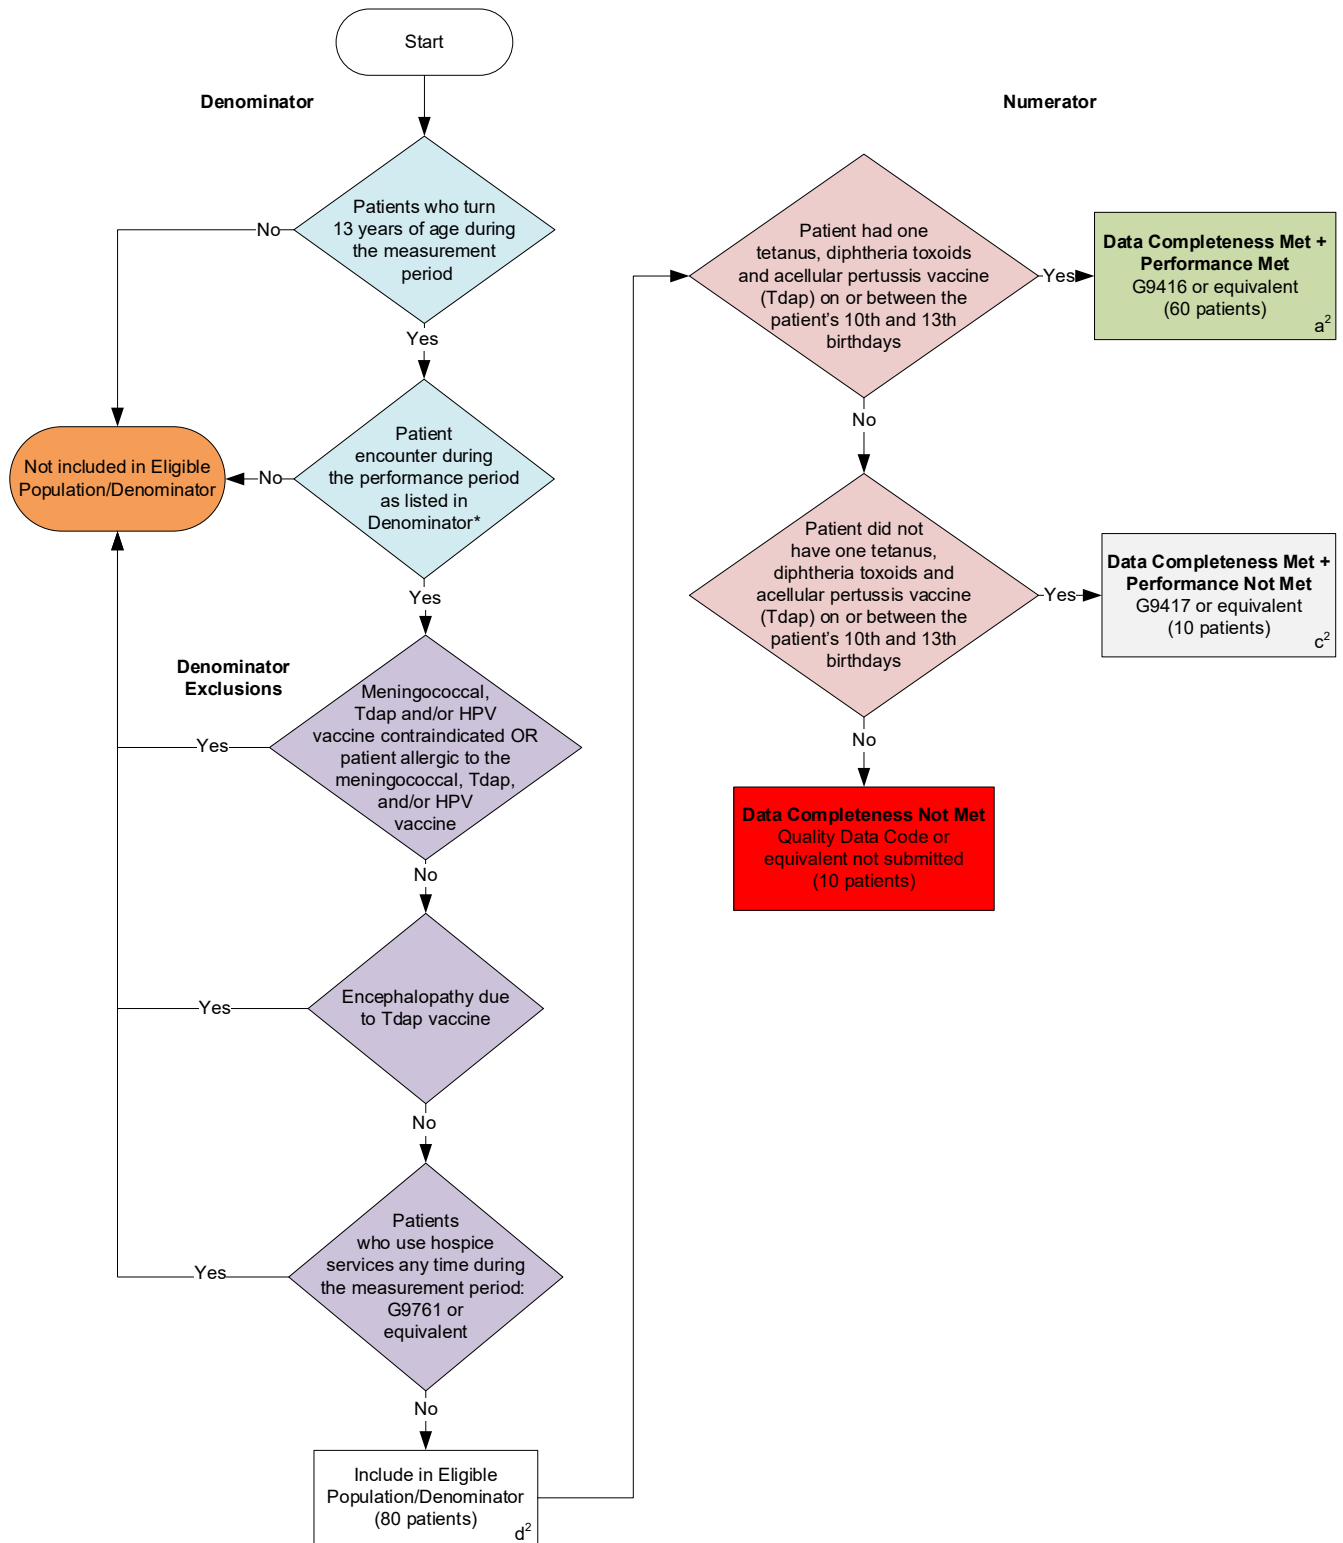 Start
Denominator
Patients who turn
13 years of age during
the measurement
period
No
Yes
Patient
encounter during
the performance period
as listed in
Denominator*
No
Not included in Eligible
Population/Denominator
Yes
Denominator
Exclusions
Meningococcal,
Tdap and/or HPV
vaccine contraindicated OR
patient allergic to the
meningococcal, Tdap,
and/or HPV
vaccine
Yes
No
Encephalopathy due
to Tdap vaccine
Yes
No
Patients
who use hospice
services any time during
the measurement period:
G9761 or
equivalent
Yes
No
Include in Eligible
Population/Denominator
(80 patients)
d²
Numerator
Patient had one
tetanus, diphtheria toxoids
and acellular pertussis vaccine
(Tdap) on or between the
patient’s 10th and 13th
birthdays
Yes
Data Completeness Met +
Performance Met
G9416 or equivalent
(60 patients)
a²
No
Patient did not
have one tetanus,
diphtheria toxoids and
acellular pertussis vaccine
(Tdap) on or between the
patient’s 10th and 13th
birthdays
Yes
Data Completeness Met +
Performance Not Met
G9417 or equivalent
(10 patients)
c²
No
Data Completeness Not Met
Quality Data Code or
equivalent not submitted
(10 patients)